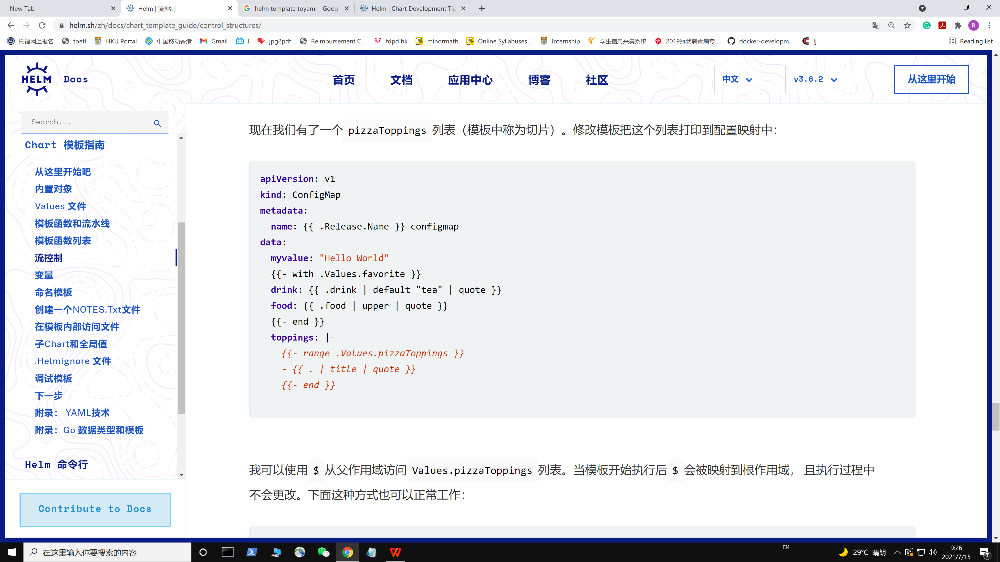 New Tab
Helm | 流控制
helm template toyaml - Googl
Helm | Chart Development Tip
helm.sh/zh/docs/chart_template_guide/control_structures/
R
托福网上报名
toefl
HKU Portal
中国移动香港
Gmail
l
jpg2pdf
Reimbursement C...
fdpd hk
minormath
Online Syllabuses...
Internship
学生信息采集系统
2019冠状病毒病专...
docker-developm...
lj
Reading list
HELM Docs
首页
文档
应用中心
博客
社区
中文
v3.6.2
从这里开始
Search...
Chart 模板指南
从这里开始吧
内置对象
Values 文件
模板函数和流水线
模板函数列表
流控制
变量
命名模板
创建一个NOTES.Txt文件
在模板内部访问文件
子Chart和全局值
.Helmignore 文件
调试模板
下一步
附录： YAML技术
附录：Go 数据类型和模板
Helm 命令行
Contribute to Docs
现在我们有了一个 pizzaToppings 列表（模板中称为切片）。修改模板把这个列表打印到配置映射中：
apiVersion: v1
kind: ConfigMap
metadata:
  name: {{ .Release.Name }}-configmap
data:
  myvalue: "Hello World"
  {{- with .Values.favorite }}
  drink: {{ .drink | default "tea" | quote }}
  food: {{ .food | upper | quote }}
  {{- end }}
  toppings: |-
    {{- range .Values.pizzaToppings }}
    - {{ . | title | quote }}
    {{- end }}
我可以使用 $ 从父作用域访问 Values.pizzaToppings 列表。当模板开始执行后 $ 会被映射到根作用域， 且执行过程中
不会更改。下面这种方式也可以正常工作：
在这里输入你要搜索的内容
EN
29°C 晴朗
9:26
2021/7/15
7